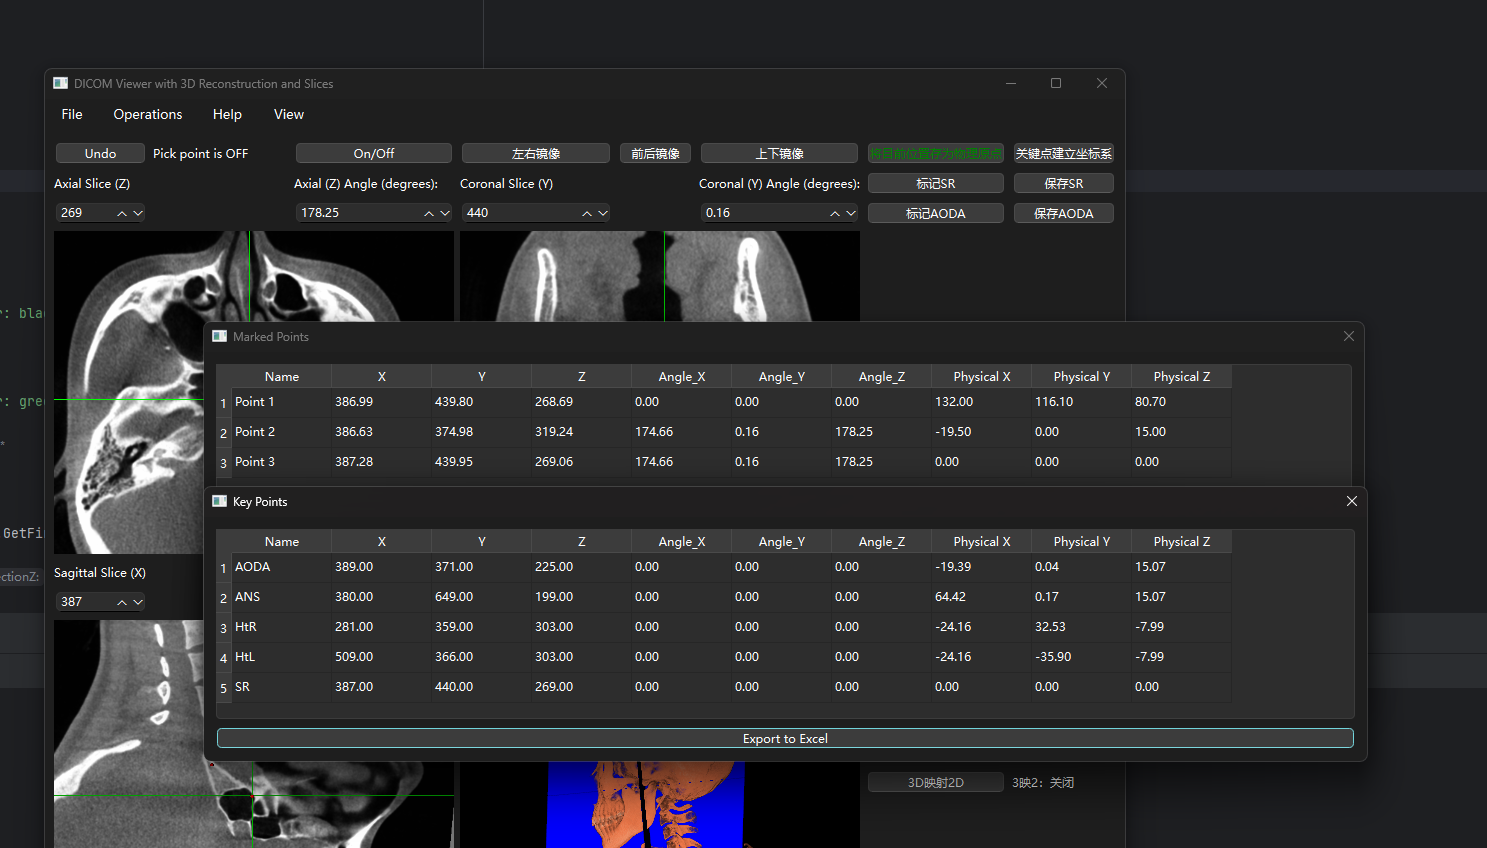 DICOM Viewer with 3D Reconstruction and Slices
File Operations Help View
Undo Pick point is OFF On/Off 左右镜像 前后镜像 上下镜像 将目前位置存为物理原点 关键点建立坐标系
Axial Slice (Z) Axial (Z) Angle (degrees): Coronal Slice (Y) Coronal (Y) Angle (degrees): 标记SR 保存SR
269 178.25 440 0.16 标记AODA 保存AODA
r: bla
Marked Points
Name X Y Z Angle_X Angle_Y Angle_Z Physical X Physical Y Physical Z
1 Point 1 386.99 439.80 268.69 0.00 0.00 0.00 132.00 116.10 80.70
r: gre
2 Point 2 386.63 374.98 319.24 174.66 0.16 178.25 -19.50 0.00 15.00
*
3 Point 3 387.28 439.95 269.06 174.66 0.16 178.25 0.00 0.00 0.00
Key Points
GetFi
Name X Y Z Angle_X Angle_Y Angle_Z Physical X Physical Y Physical Z
1 AODA 389.00 371.00 225.00 0.00 0.00 0.00 -19.39 0.04 15.07
ectionZ:
Sagittal Slice (X)
2 ANS 380.00 649.00 199.00 0.00 0.00 0.00 64.42 0.17 15.07
387
3 HtR 281.00 359.00 303.00 0.00 0.00 0.00 -24.16 32.53 -7.99
4 HtL 509.00 366.00 303.00 0.00 0.00 0.00 -24.16 -35.90 -7.99
5 SR 387.00 440.00 269.00 0.00 0.00 0.00 0.00 0.00 0.00
Export to Excel
3D映射2D 3映2：关闭